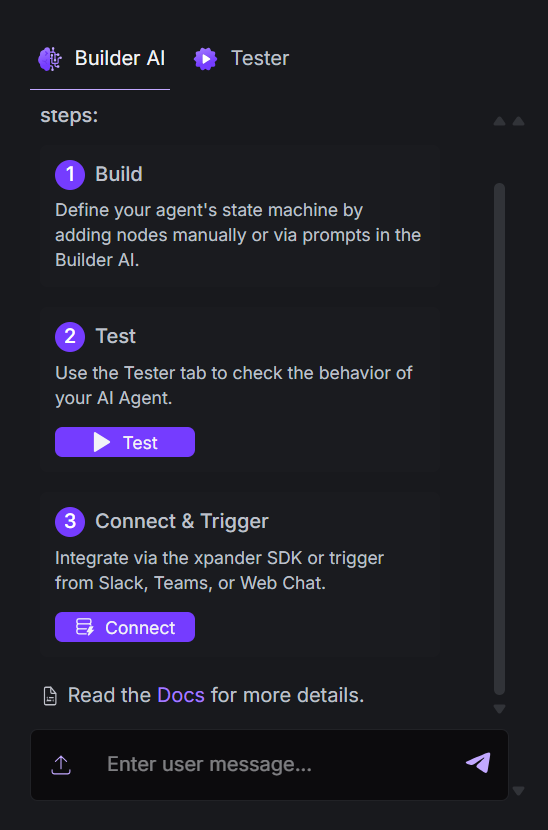 Builder AI
Tester
steps:
1 Build
Define your agent's state machine by
adding nodes manually or via prompts in the
Builder AI.
2 Test
Use the Tester tab to check the behavior of
your AI Agent.
Test
3 Connect & Trigger
Integrate via the xpander SDK or trigger
from Slack, Teams, or Web Chat.
Connect
Read the Docs for more details.
Enter user message...